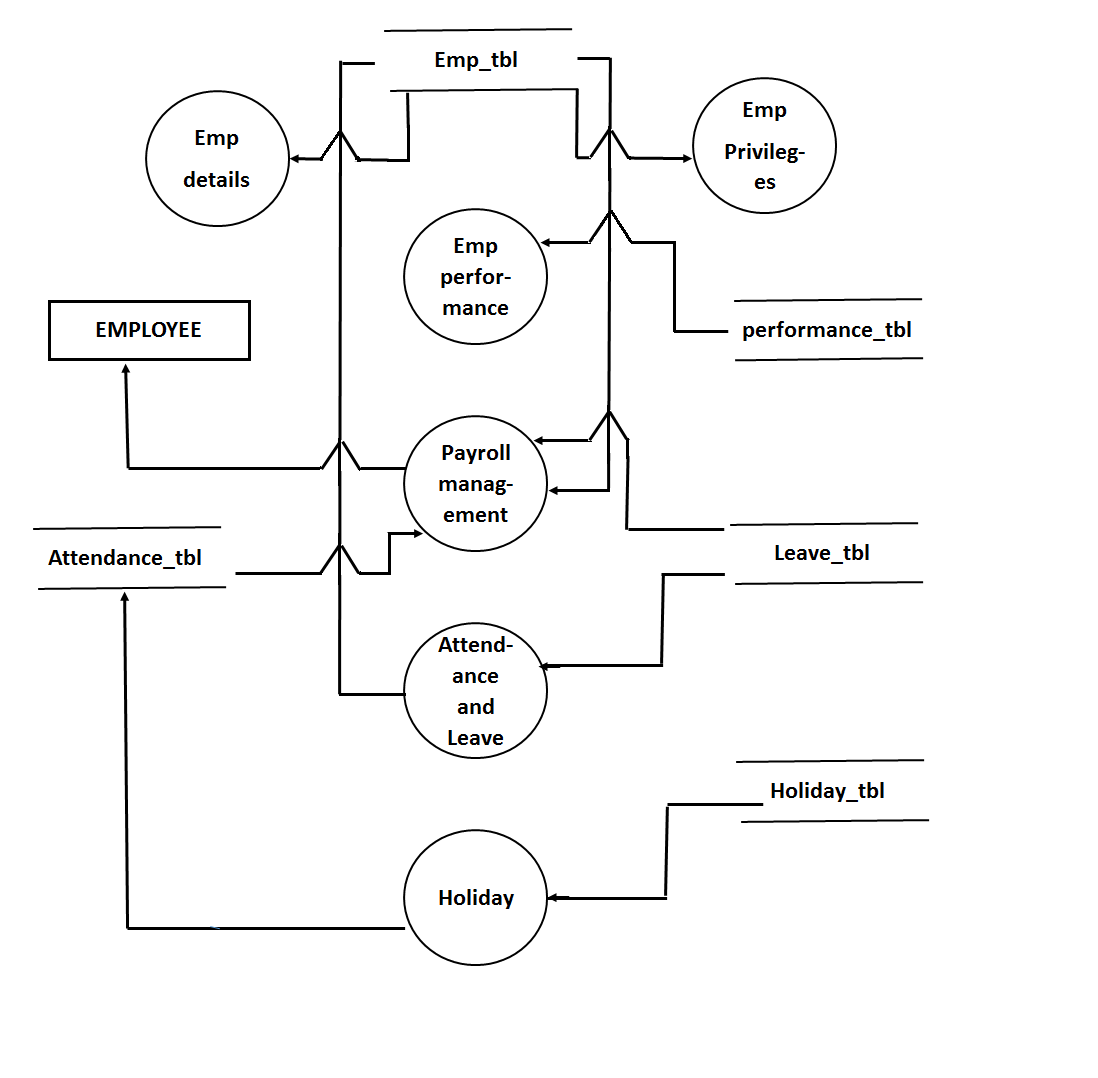 Emp_tbl
Emp
details
Emp
Privileg-
es
Emp
perfor-
mance
EMPLOYEE
performance_tbl
Payroll
manag-
ement
Attendance_tbl
Leave_tbl
Attend-
ance
and
Leave
Holiday_tbl
Holiday